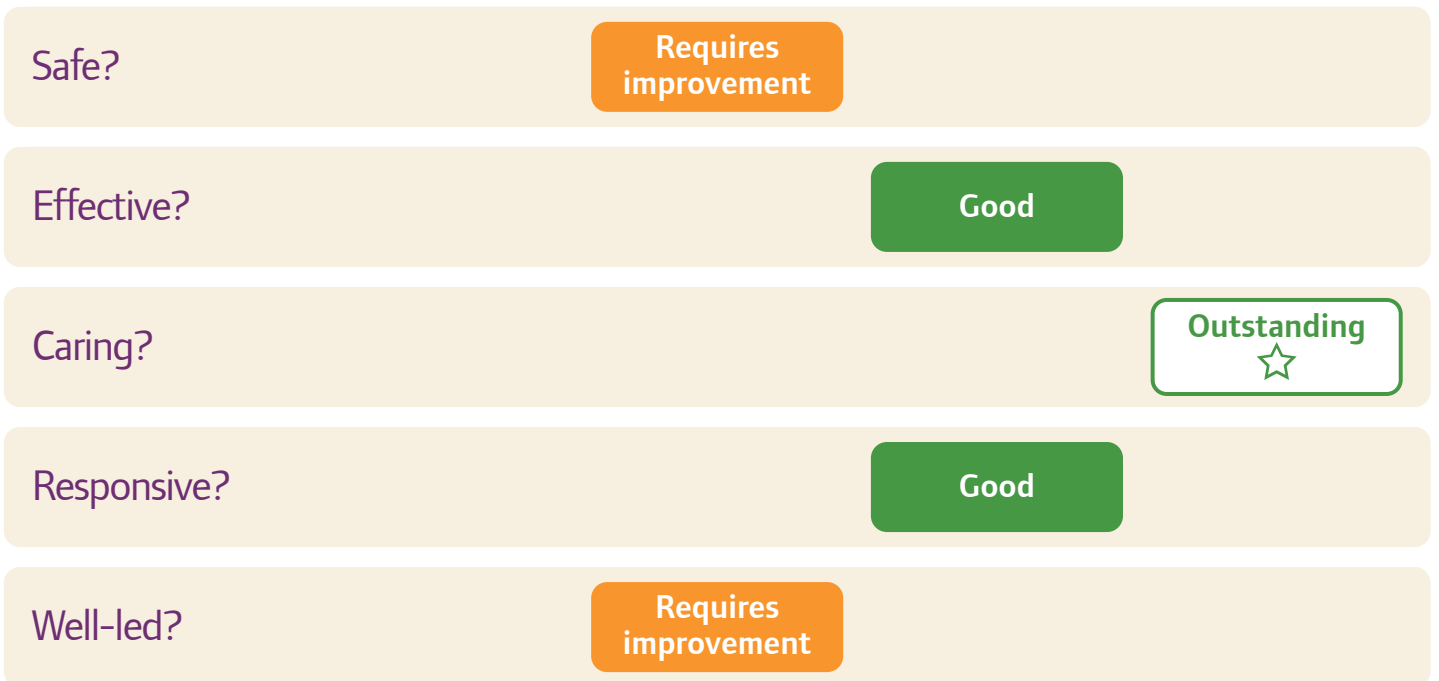 Safe?
Requires
improvement
Effective?
Good
Caring?
Outstanding
Responsive?
Good
Well-led?
Requires
improvement